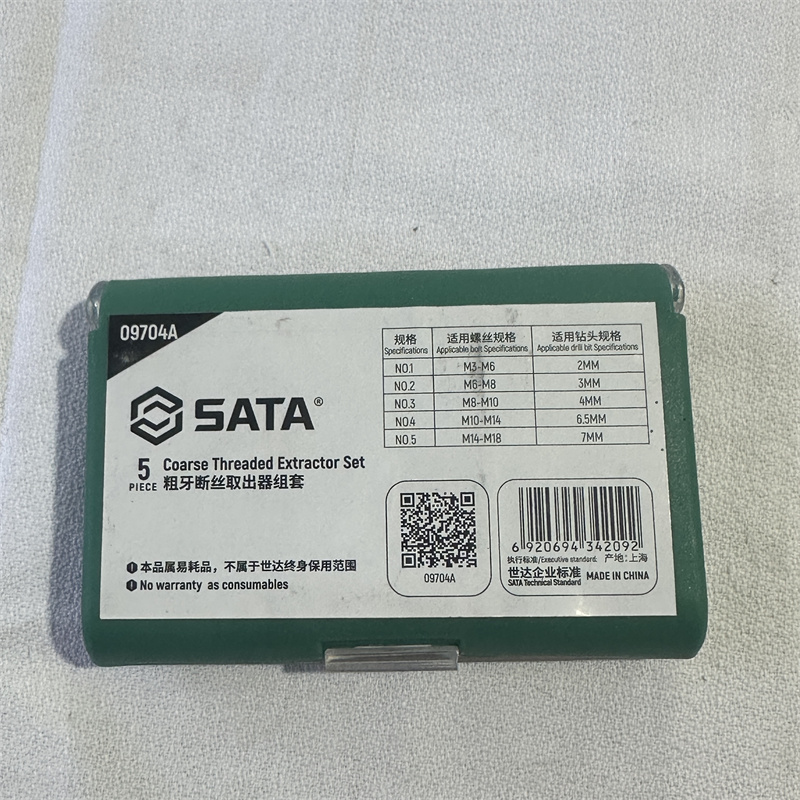 09704A
SATA®
5 PIECE
Coarse Threaded Extractor Set
粗牙断丝取出器组套
本品属易耗品，不属于世达终身保用范围
No warranty as consumables
规格 适用螺丝规格 适用钻头规格
Specifications Applicable bolt Specifications Applicable drill bit Specifications
NO.1 M3-M6 2MM
NO.2 M6-M8 3MM
NO.3 M8-M10 4MM
NO.4 M10-M14 6.5MM
NO.5 M14-M18 7MM
09704A
6 920694 342092
执行标准/Executive standard: 产地:上海
世达企业标准
SATA Technical Standard
MADE IN CHINA